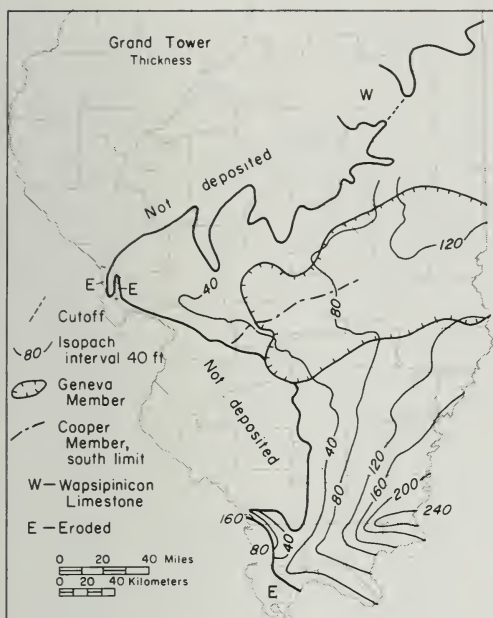 Grand Tower
Thickness
W
Not deposited
120
E
E
40
80
Cutoff
80 Isopach
interval 40 ft
Geneva
Member
Cooper
Member,
south limit
W—Wapsipinicon
Limestone
E—Eroded
Not deposited
40
80
120
160
200
240
160
80
40
E
0 20 40 Miles
0 20 40 Kilometers